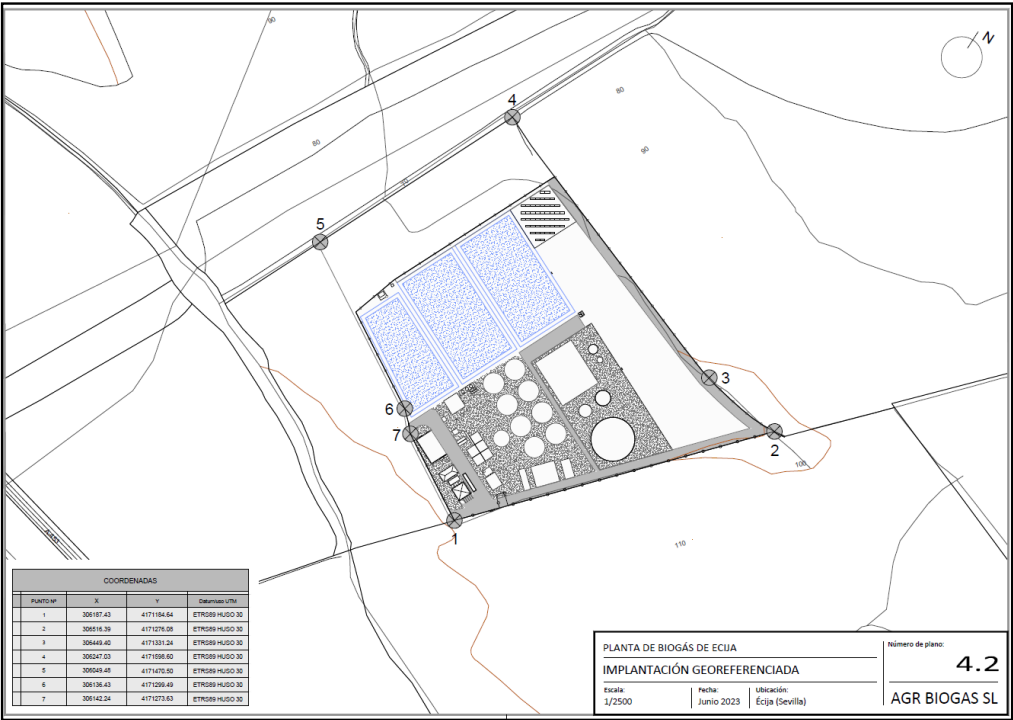 90
N
4
80
80
90
70
5
3
6
7
2
100
1
110
COORDENADAS
PUNTO Nº X Y Datum/uso UTM
1 306187.43 4171184.64 ETRS89 HUSO 30
2 306516.39 4171276.08 ETRS89 HUSO 30
3 306449.40 4171331.24 ETRS89 HUSO 30
4 306247.03 4171598.60 ETRS89 HUSO 30
5 306049.48 4171470.50 ETRS89 HUSO 30
6 306136.43 4171299.49 ETRS89 HUSO 30
7 306142.24 4171273.63 ETRS89 HUSO 30
PLANTA DE BIOGÁS DE ECIJA
IMPLANTACIÓN GEOREFERENCIADA
Escala: Fecha: Ubicación:
1/2500 Junio 2023 Écija (Sevilla)
Número de plano:
4.2
AGR BIOGAS SL